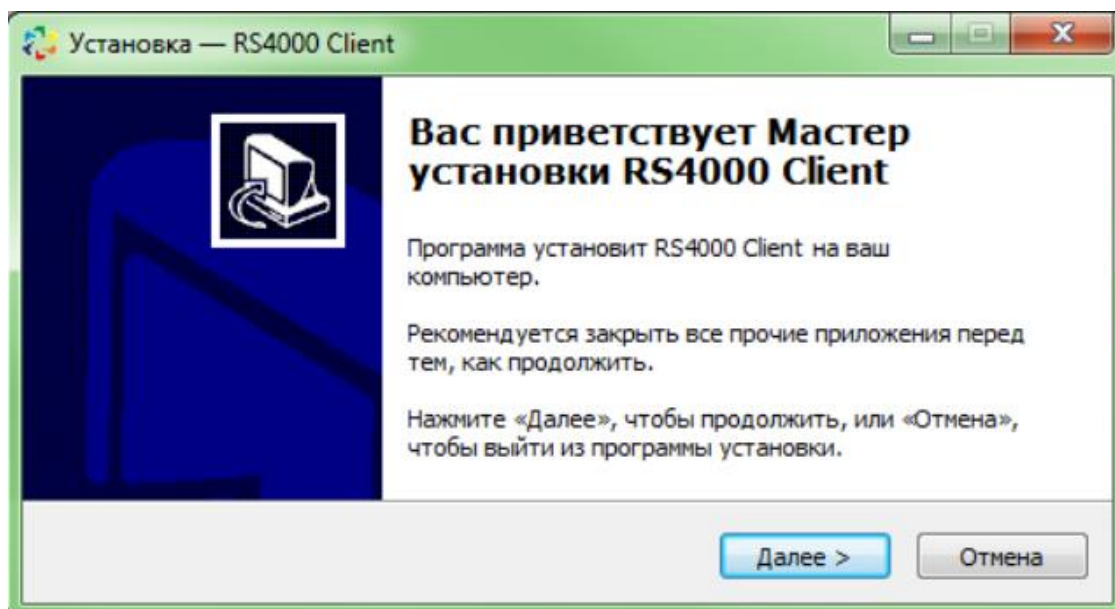 Установка — RS4000 Client
Вас приветствует Мастер
установки RS4000 Client
Программа установит RS4000 Client на ваш
компьютер.
Рекомендуется закрыть все прочие приложения перед
тем, как продолжить.
Нажмите «Далее», чтобы продолжить, или «Отмена»,
чтобы выйти из программы установки.
Далее >
Отмена